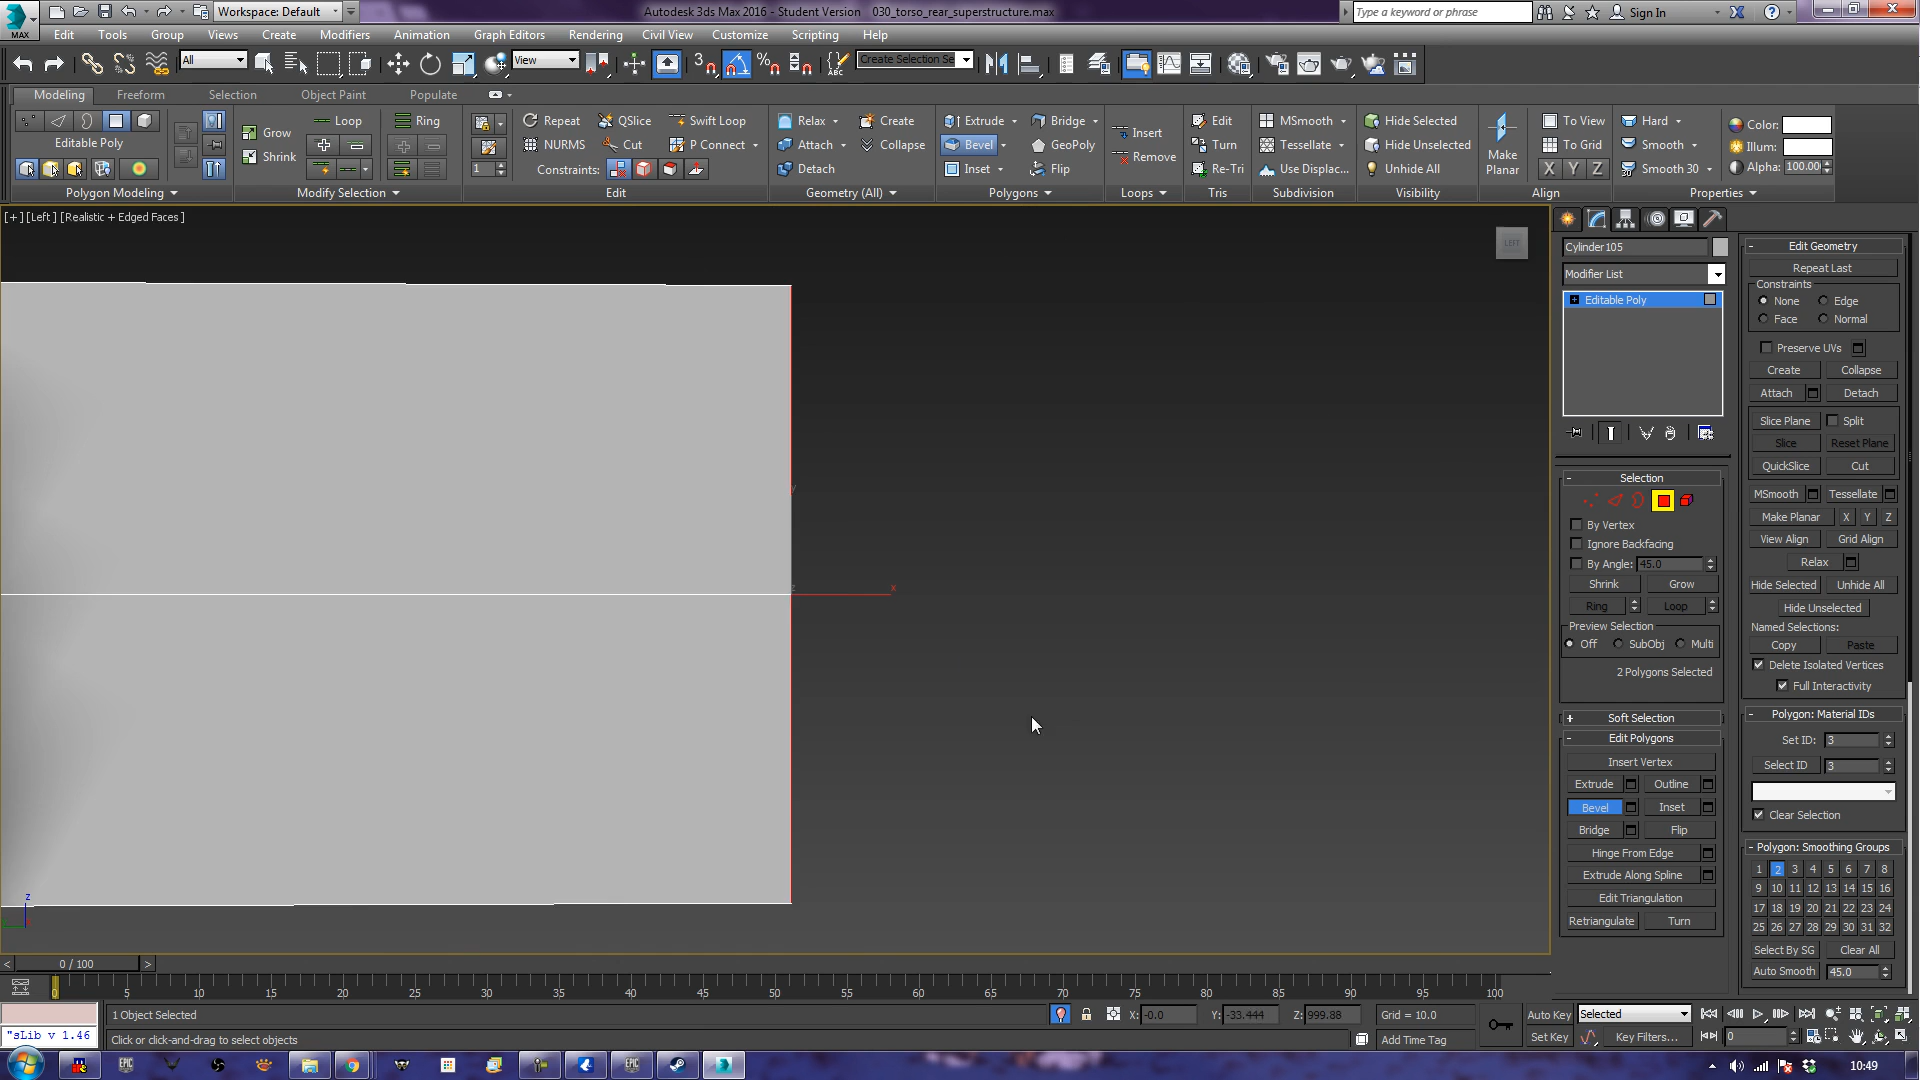 Workspace: Default
Autodesk 3ds Max 2016 - Student Version 030_torso_rear_superstructure.max
Type a keyword or phrase
Sign In
MAX
Edit Tools Group Views Create Modifiers Animation Graph Editors Rendering Civil View Customize Scripting Help
All View Create Selection Se
Modeling Freeform Selection Object Paint Populate
Loop Ring Repeat QSlice Swift Loop Relax Create Extrude Bridge Insert Edit MSmooth Hide Selected To View Hard Color:
Editable Poly Grow NURMS Cut P Connect Attach Collapse Bevel GeoPoly Remove Turn Tessellate Hide Unselected Make Planar To Grid Smooth Illum:
Shrink 1 Constraints: Detach Inset Flip Re-Tri Use Displac... Unhide All X Y Z Smooth 30 Alpha: 100.00
Polygon Modeling Modify Selection Edit Geometry (All) Polygons Loops Tris Subdivision Visibility Align Properties
[+] [Left ] [Realistic + Edged Faces ]
LEFT
y
z
x
z
Cylinder105
Modifier List
Editable Poly
Selection
By Vertex
Ignore Backfacing
By Angle: 45.0
Shrink Grow
Ring Loop
Preview Selection
Off SubObj Multi
2 Polygons Selected
Soft Selection
Edit Polygons
Insert Vertex
Extrude Outline
Bevel Inset
Bridge Flip
Hinge From Edge
Extrude Along Spline
Edit Triangulation
Retriangulate Turn
Edit Geometry
Repeat Last
Constraints
None Edge
Face Normal
Preserve UVs
Create Collapse
Attach Detach
Slice Plane Split
Slice Reset Plane
QuickSlice Cut
MSmooth Tessellate
Make Planar X Y Z
View Align Grid Align
Relax
Hide Selected Unhide All
Hide Unselected
Named Selections:
Copy Paste
Delete Isolated Vertices
Full Interactivity
Polygon: Material IDs
Set ID: 3
Select ID 3
Clear Selection
Polygon: Smoothing Groups
1 2 3 4 5 6 7 8
9 10 11 12 13 14 15 16
17 18 19 20 21 22 23 24
25 26 27 28 29 30 31 32
Select By SG Clear All
Auto Smooth 45.0
< 0 / 100 >
0 5 10 15 20 25 30 35 40 45 50 55 60 65 70 75 80 85 90 95 100
1 Object Selected X: -0.0 Y: -33.444 Z: 999.88 Grid = 10.0 Auto Key Selected
"sLib v 1.46 Click or click-and-drag to select objects Add Time Tag Set Key Key Filters... 0
10:49